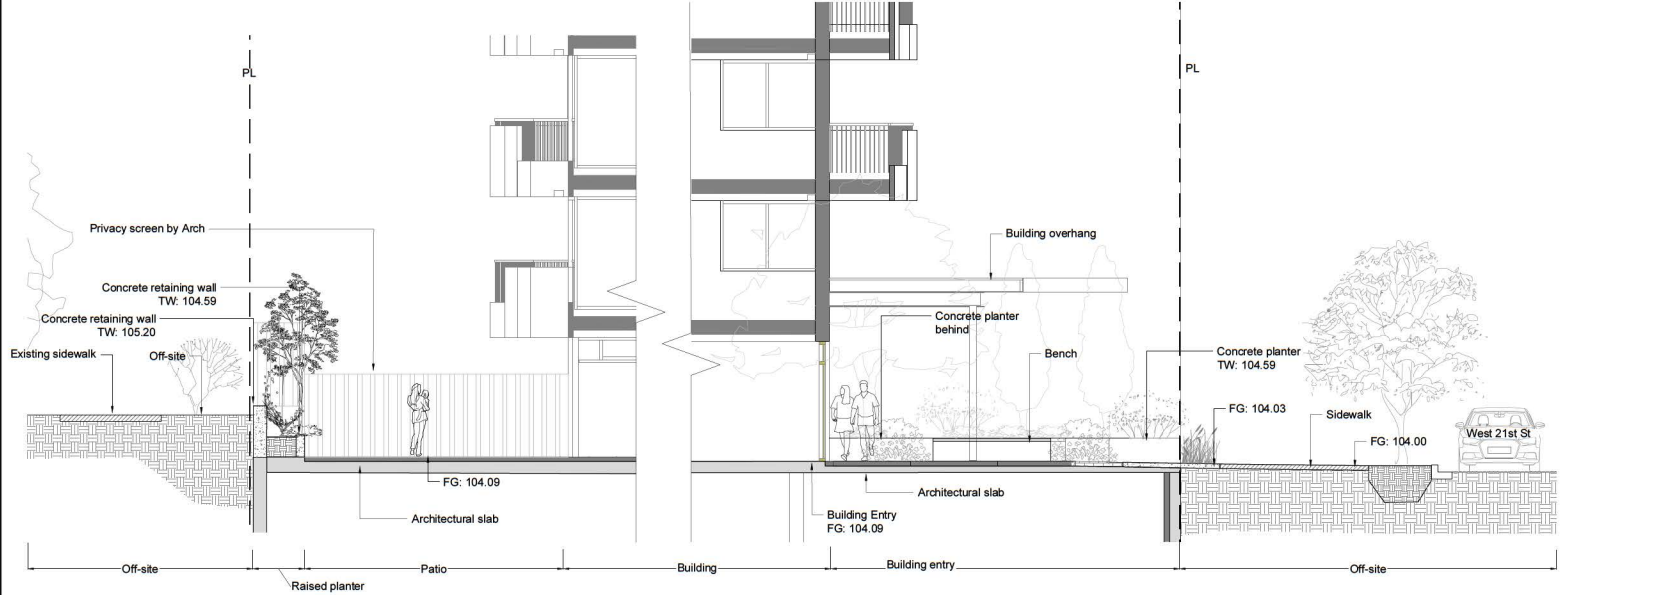 PL
PL
Privacy screen by Arch
Building overhang
Concrete retaining wall
TW: 104.59
Concrete retaining wall
TW: 105.20
Concrete planter
behind
Existing sidewalk
Off-site
Bench
Concrete planter
TW: 104.59
FG: 104.03
Sidewalk
FG: 104.00
West 21st St
FG: 104.09
Architectural slab
Architectural slab
Building Entry
FG: 104.09
Off-site
Raised planter
Patio
Building
Building entry
Off-site